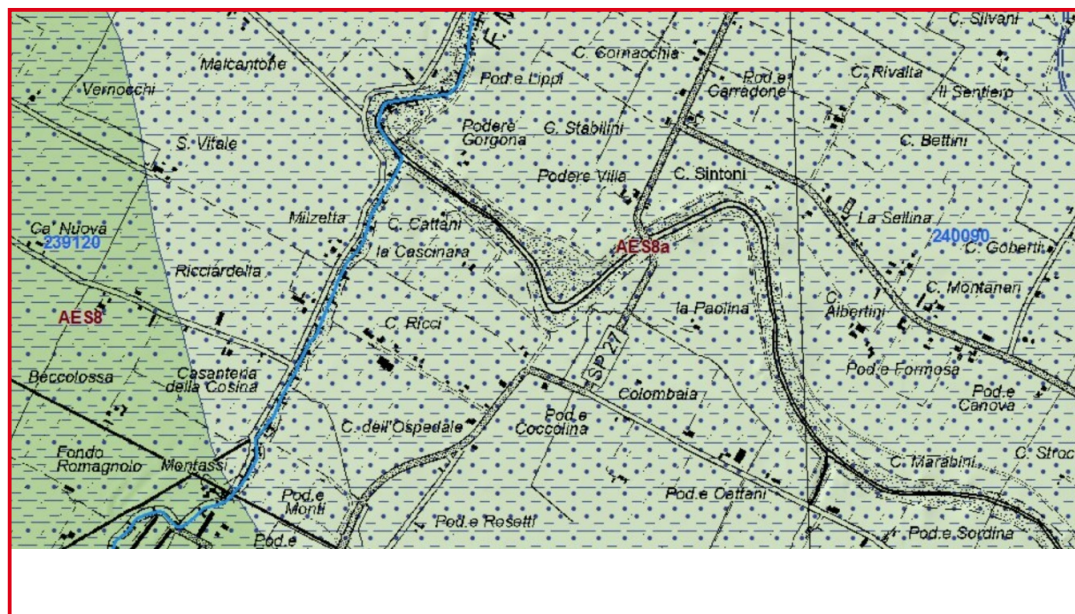 C. Silvani
F. M
C. Cornacchia
Malcantone
Pod.e Lippi
Pod.e
Carradone
C. Rivalta
Il Sentiero
Vernocchi
Podere
Gorgona
C. Stabilini
C. Bettini
S. Vitale
Podere Villa
C. Sintoni
Milzetta
C. Cattani
La Sellina
Ca' Nuova
239120
la Cascinara
AES8a
240090
C. Goberti
Ricciardella
C. Montanari
la Paolina
C.
Albertini
AES8
C. Ricci
SP 27
Pod.e Formosa
Beccolossa
Casanteria
della Cosina
Colombaia
Pod.e
Canova
Pod.e
Coccolina
C. dell'Ospedale
Fondo
Romagnolo
Montassi
C. Marabini
C. Stroc
Pod.e
Monti
Pod.e Cattani
Pod.e Rosetti
Pod.e Sordina
Pod.e